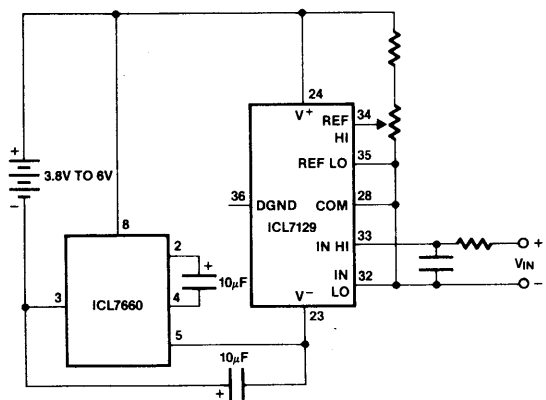 24
V+
REF
HI
34
REF LO
35
+
3.8V TO 6V
−
36
DGND
COM
28
ICL7129
8
IN HI
33
+
2
VIN
+
10μF
IN
LO
32
−
3
ICL7660
4
V−
23
5
10μF
+